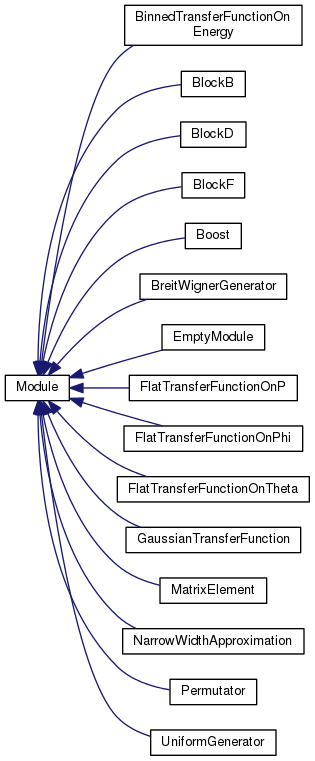 BinnedTransferFunctionOn
Energy
BlockB
BlockD
BlockF
Boost
BreitWignerGenerator
EmptyModule
Module
FlatTransferFunctionOnP
FlatTransferFunctionOnPhi
FlatTransferFunctionOnTheta
GaussianTransferFunction
MatrixElement
NarrowWidthApproximation
Permutator
UniformGenerator